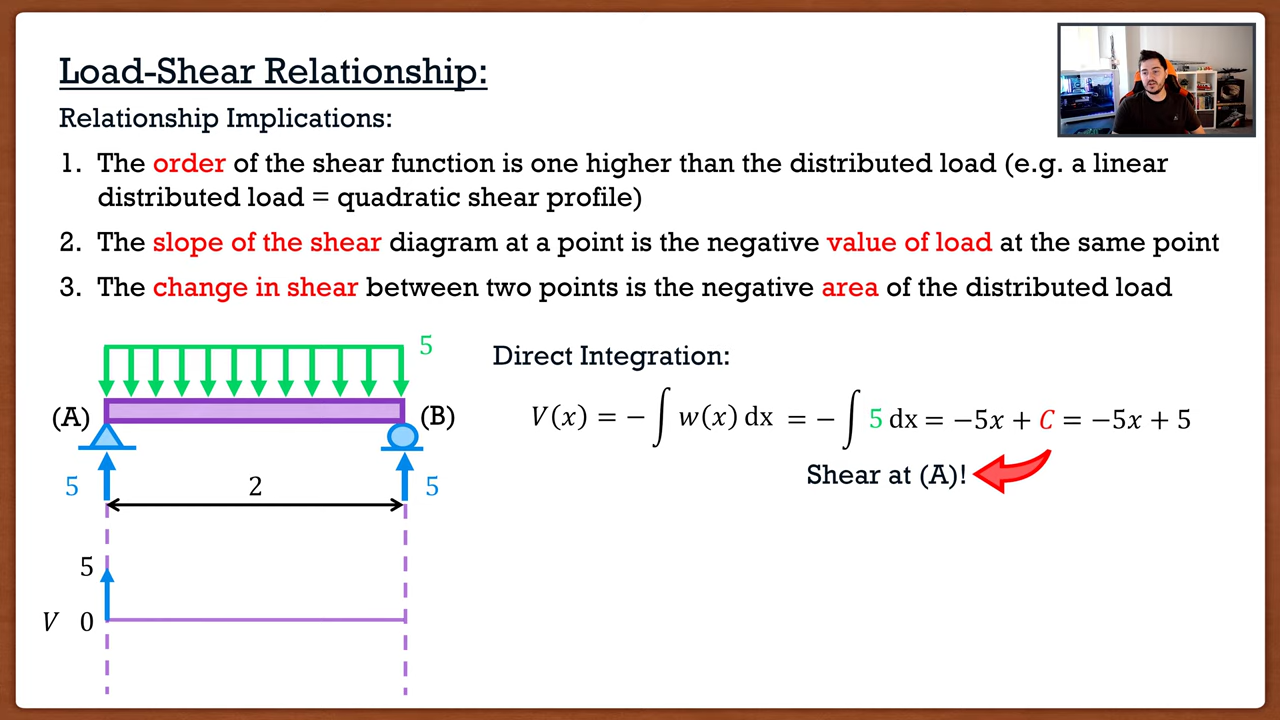 Load-Shear Relationship:
Relationship Implications:
1. The order of the shear function is one higher than the distributed load (e.g. a linear
distributed load = quadratic shear profile)
2. The slope of the shear diagram at a point is the negative value of load at the same point
3. The change in shear between two points is the negative area of the distributed load
5
(A)
(B)
5
2
5
5
V 0
Direct Integration:
V(x) = −∫ w(x) dx = −∫ 5 dx = −5x + C = −5x + 5
Shear at (A)!